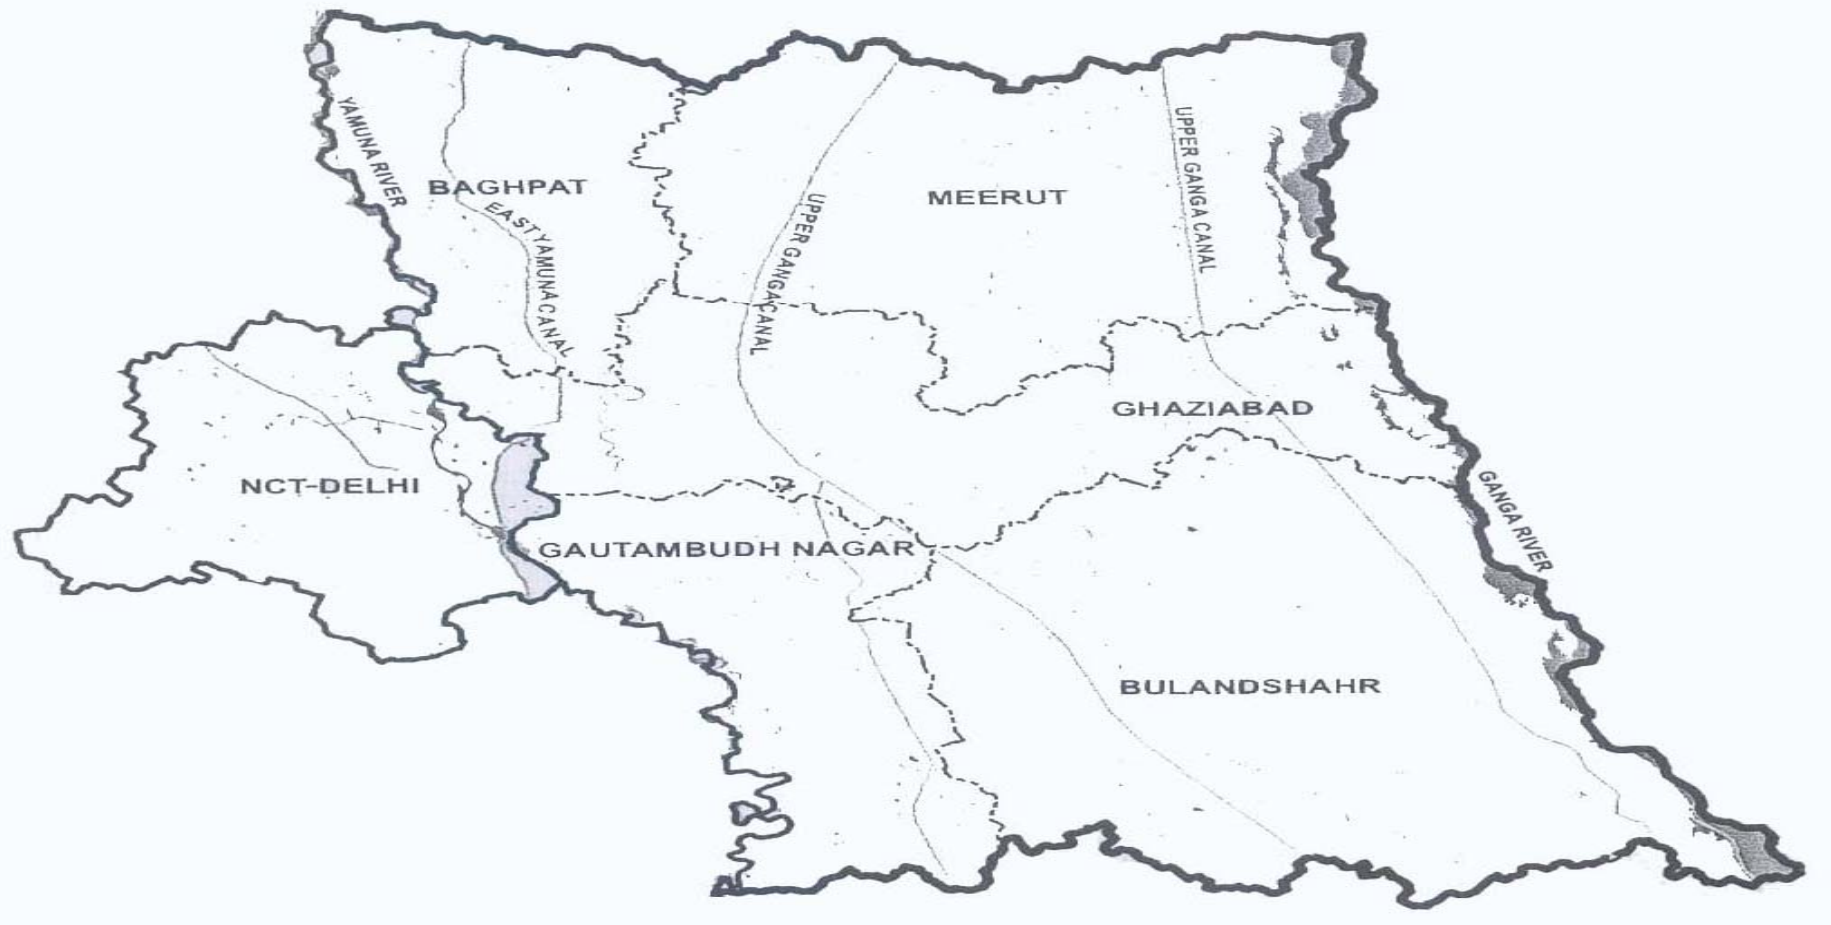 YAMUNA RIVER
BAGHPAT
EAST YAMUNA CANAL
UPPER GANGA CANAL
MEERUT
UPPER GANGA CANAL
GHAZIABAD
NCT-DELHI
GANGA RIVER
GAUTAMBUDH NAGAR
BULANDSHAHR